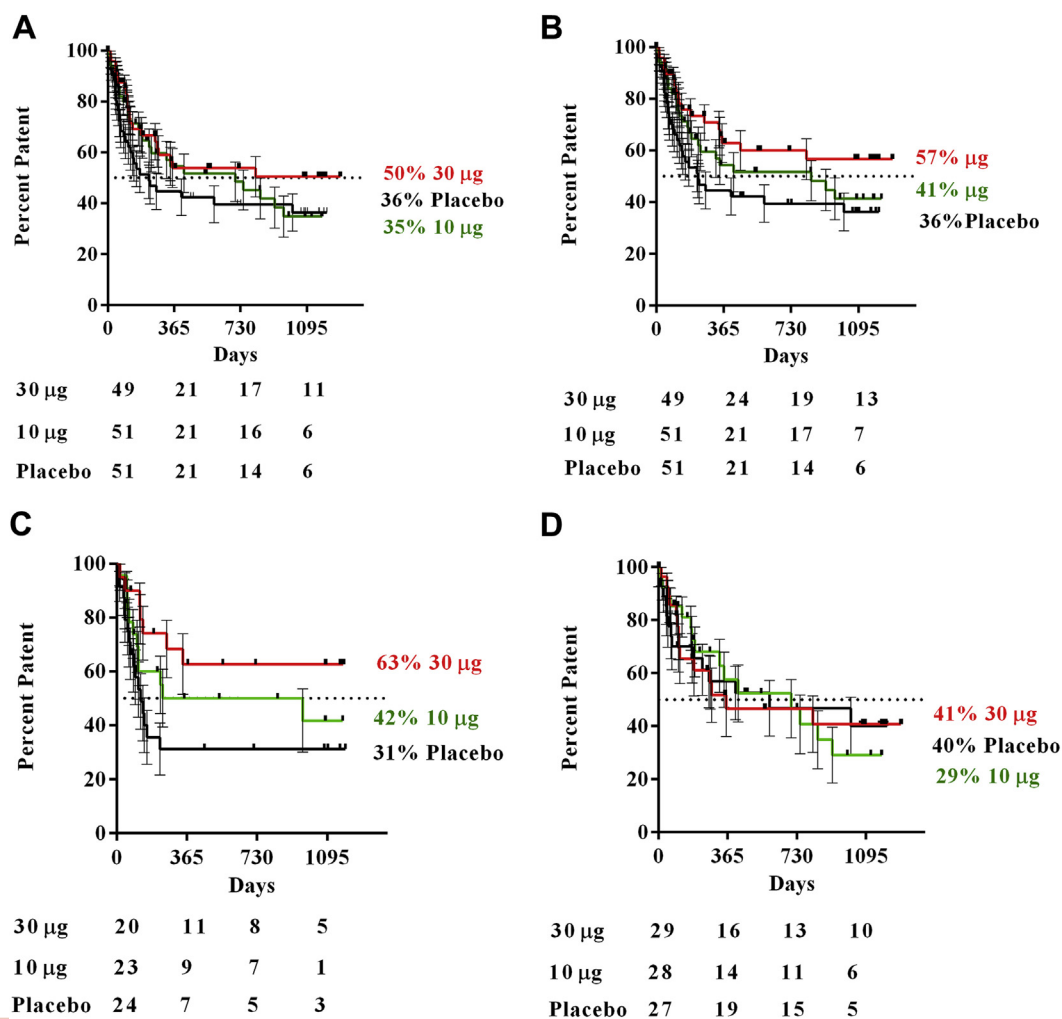 A
Percent Patent
100
80
60
40
20
0
0 365 730 1095
Days
50% 30 µg
36% Placebo
35% 10 µg
30 µg 49 21 17 11
10 µg 51 21 16 6
Placebo 51 21 14 6
B
Percent Patent
100
80
60
40
20
0
0 365 730 1095
Days
57% µg
41% µg
36%Placebo
30 µg 49 24 19 13
10 µg 51 21 17 7
Placebo 51 21 14 6
C
Percent Patent
100
80
60
40
20
0
0 365 730 1095
Days
63% 30 µg
42% 10 µg
31% Placebo
30 µg 20 11 8 5
10 µg 23 9 7 1
Placebo 24 7 5 3
D
Percent Patent
100
80
60
40
20
0
0 365 730 1095
Days
41% 30 µg
40% Placebo
29% 10 µg
30 µg 29 16 13 10
10 µg 28 14 11 6
Placebo 27 19 15 5